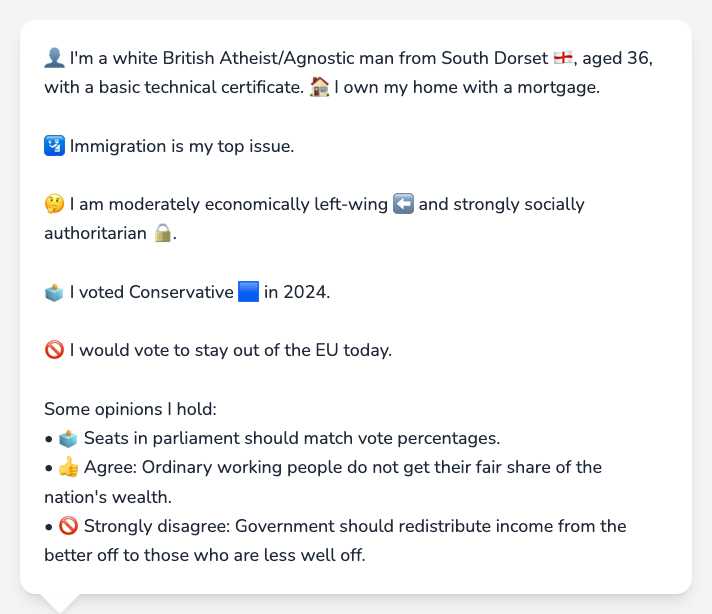 👤 I'm a white British Atheist/Agnostic man from South Dorset 🏴󠁧󠁢󠁥󠁮󠁧󠁿, aged 36,
with a basic technical certificate. 🏠 I own my home with a mortgage.
🛂 Immigration is my top issue.
🤔 I am moderately economically left-wing ⬅️ and strongly socially
authoritarian 🔒.
🗳️ I voted Conservative 🟦 in 2024.
🚫 I would vote to stay out of the EU today.
Some opinions I hold:
• 🗳️ Seats in parliament should match vote percentages.
• 👍 Agree: Ordinary working people do not get their fair share of the
nation's wealth.
• 🚫 Strongly disagree: Government should redistribute income from the
better off to those who are less well off.